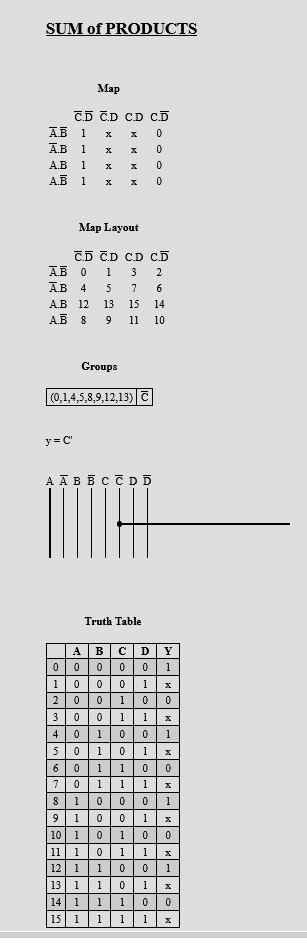 SUM of PRODUCTS
Map
C̅.D̅ C̅.D C.D C.D̅
A̅.B̅ 1 x x 0
A̅.B 1 x x 0
A.B 1 x x 0
A.B̅ 1 x x 0
Map Layout
C̅.D̅ C̅.D C.D C.D̅
A̅.B̅ 0 1 3 2
A̅.B 4 5 7 6
A.B 12 13 15 14
A.B̅ 8 9 11 10
Groups
(0,1,4,5,8,9,12,13) C̅
y = C'
A A̅ B B̅ C C̅ D D̅
Truth Table
A B C D Y
0 0 0 0 0 1
1 0 0 0 1 x
2 0 0 1 0 0
3 0 0 1 1 x
4 0 1 0 0 1
5 0 1 0 1 x
6 0 1 1 0 0
7 0 1 1 1 x
8 1 0 0 0 1
9 1 0 0 1 x
10 1 0 1 0 0
11 1 0 1 1 x
12 1 1 0 0 1
13 1 1 0 1 x
14 1 1 1 0 0
15 1 1 1 1 x